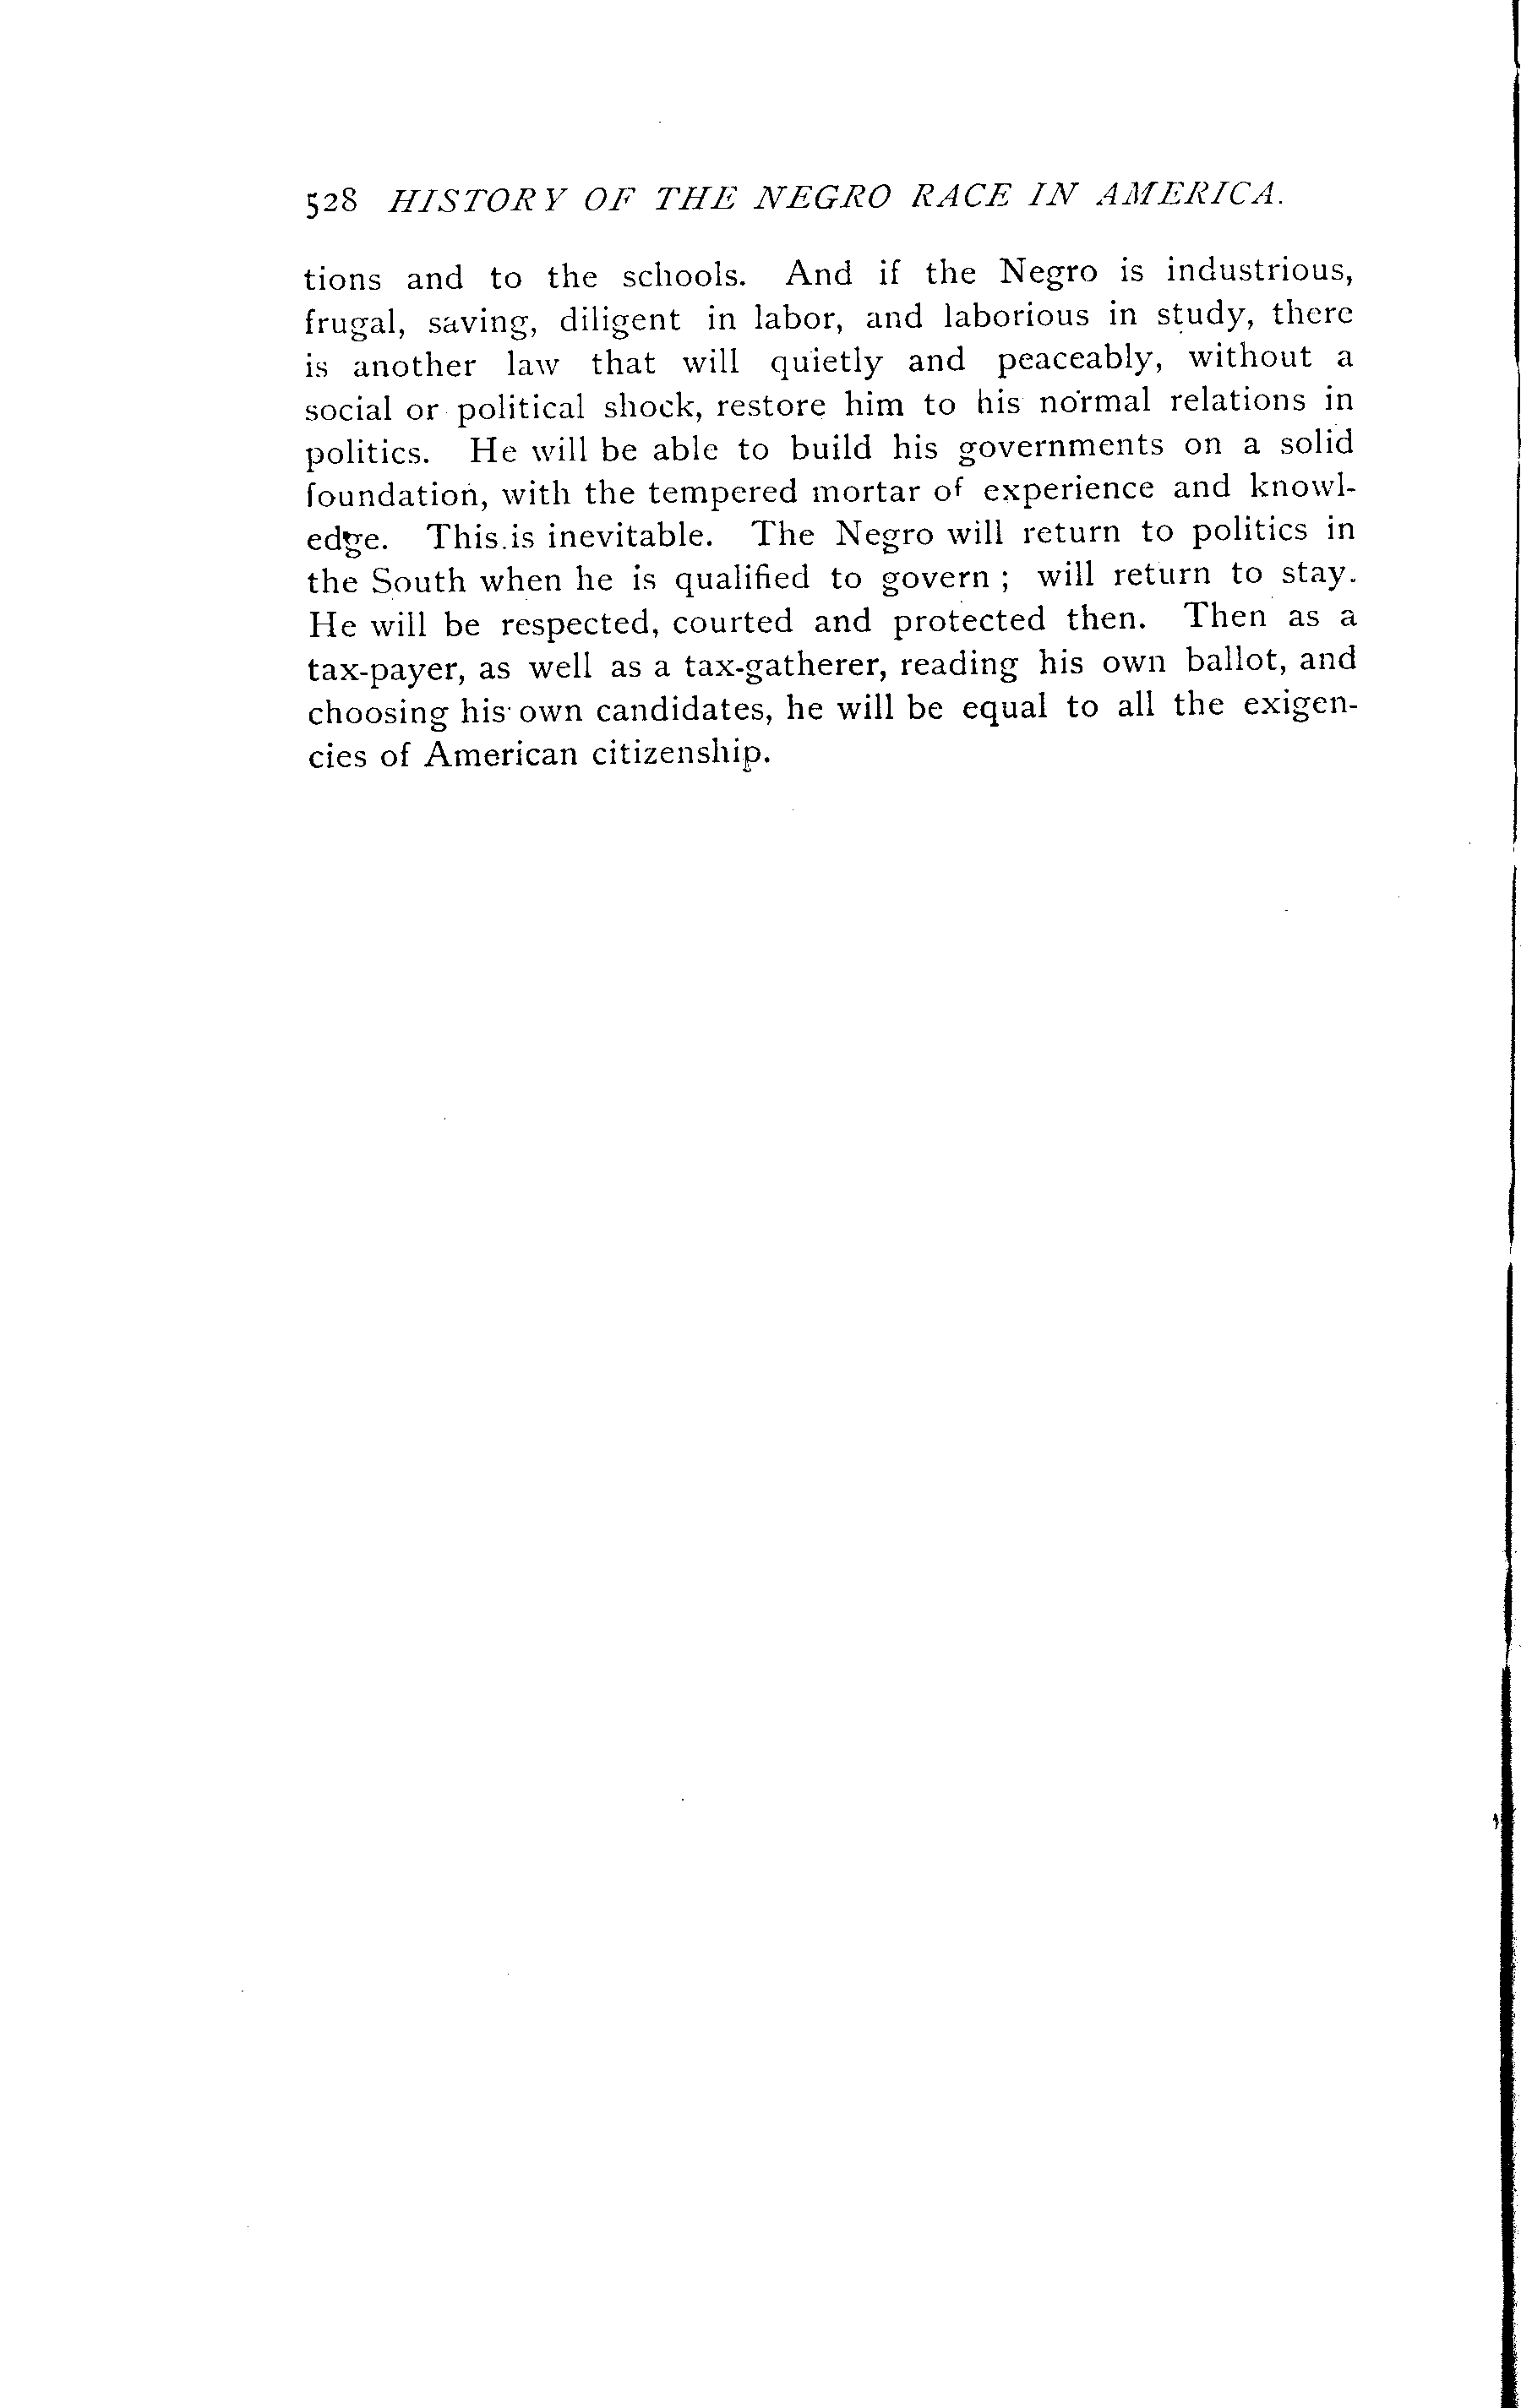 528 HISTORY OF THE NEGRO RACE IN AMERICA.
tions and to the schools. And if the Negro is industrious,
frugal, saving, diligent in labor, and laborious in study, there
is another law that will quietly and peaceably, without a
social or political shock, restore him to his normal relations in
politics. He will be able to build his governments on a solid
foundation, with the tempered mortar of experience and knowl-
edge. This is inevitable. The Negro will return to politics in
the South when he is qualified to govern ; will return to stay.
He will be respected, courted and protected then. Then as a
tax-payer, as well as a tax-gatherer, reading his own ballot, and
choosing his own candidates, he will be equal to all the exigen-
cies of American citizenship.